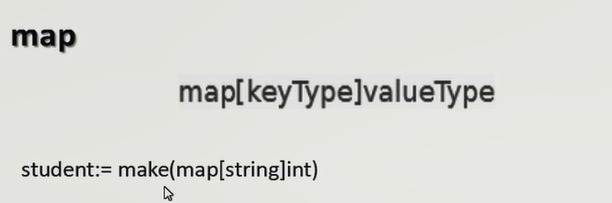 map
map[keyType]valueType
student:= make(map[string]int)